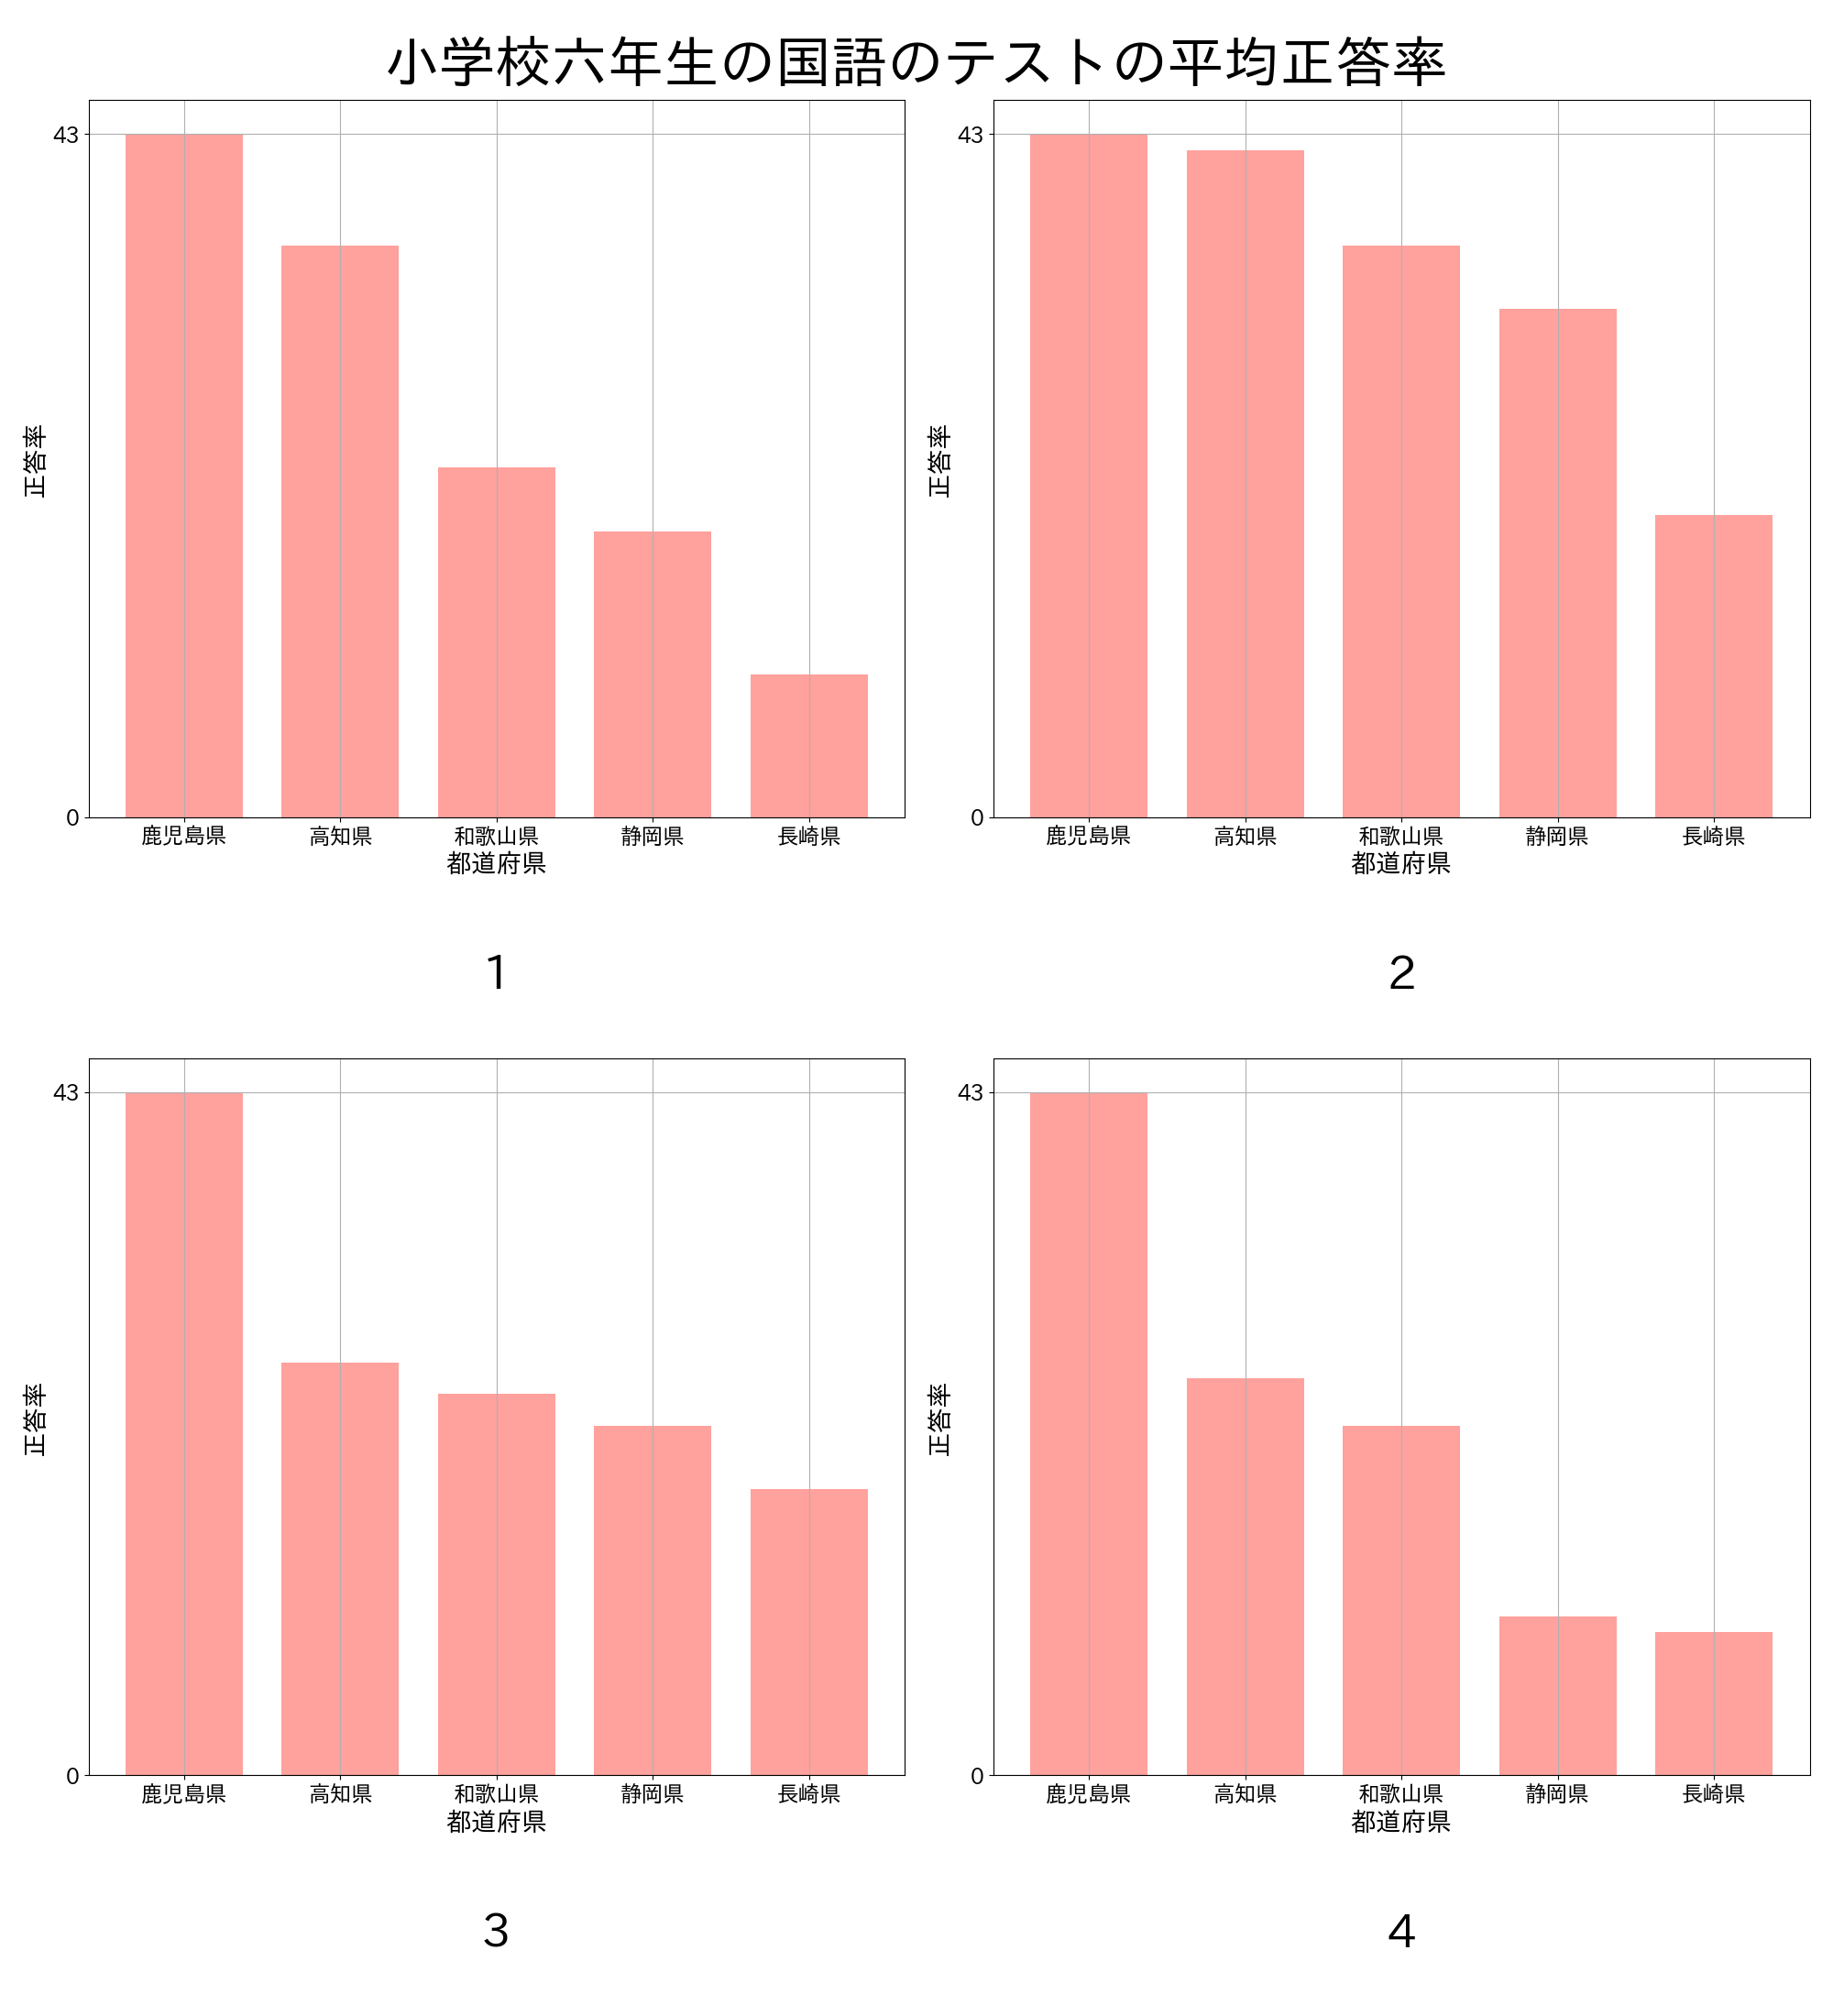 小学校六年生の国語のテストの平均正答率
43
正答率
0
鹿児島県 高知県 和歌山県 静岡県 長崎県
都道府県
1
43
正答率
0
鹿児島県 高知県 和歌山県 静岡県 長崎県
都道府県
2
43
正答率
0
鹿児島県 高知県 和歌山県 静岡県 長崎県
都道府県
3
43
正答率
0
鹿児島県 高知県 和歌山県 静岡県 長崎県
都道府県
4